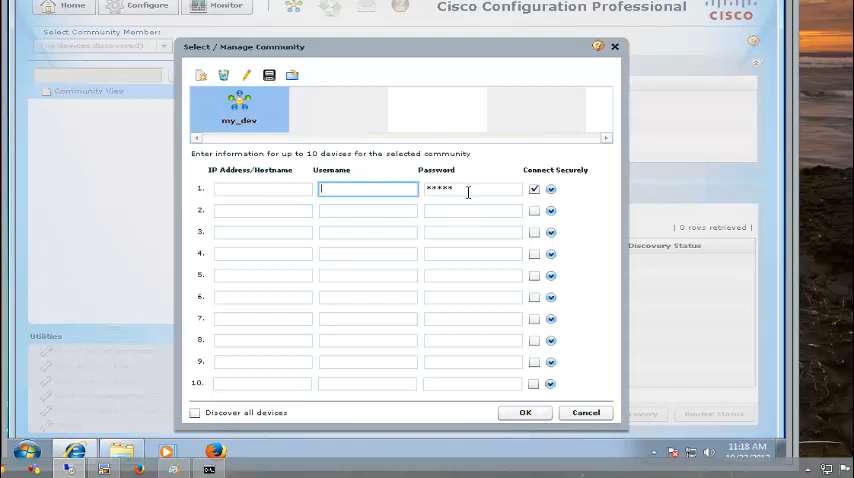 Home
Configure
Monitor
Cisco Configuration Professional
CISCO
Select Community Member:
Community View
Select / Manage Community
my_dev
Enter information for up to 10 devices for the selected community
IP Address/Hostname Username Password Connect Securely
1. *****
2.
3.
4.
5.
6.
7.
8.
9.
10.
Discover all devices
OK Cancel
| 0 rows retrieved |
Discovery Status
Utilities
Router Status
11:18 AM